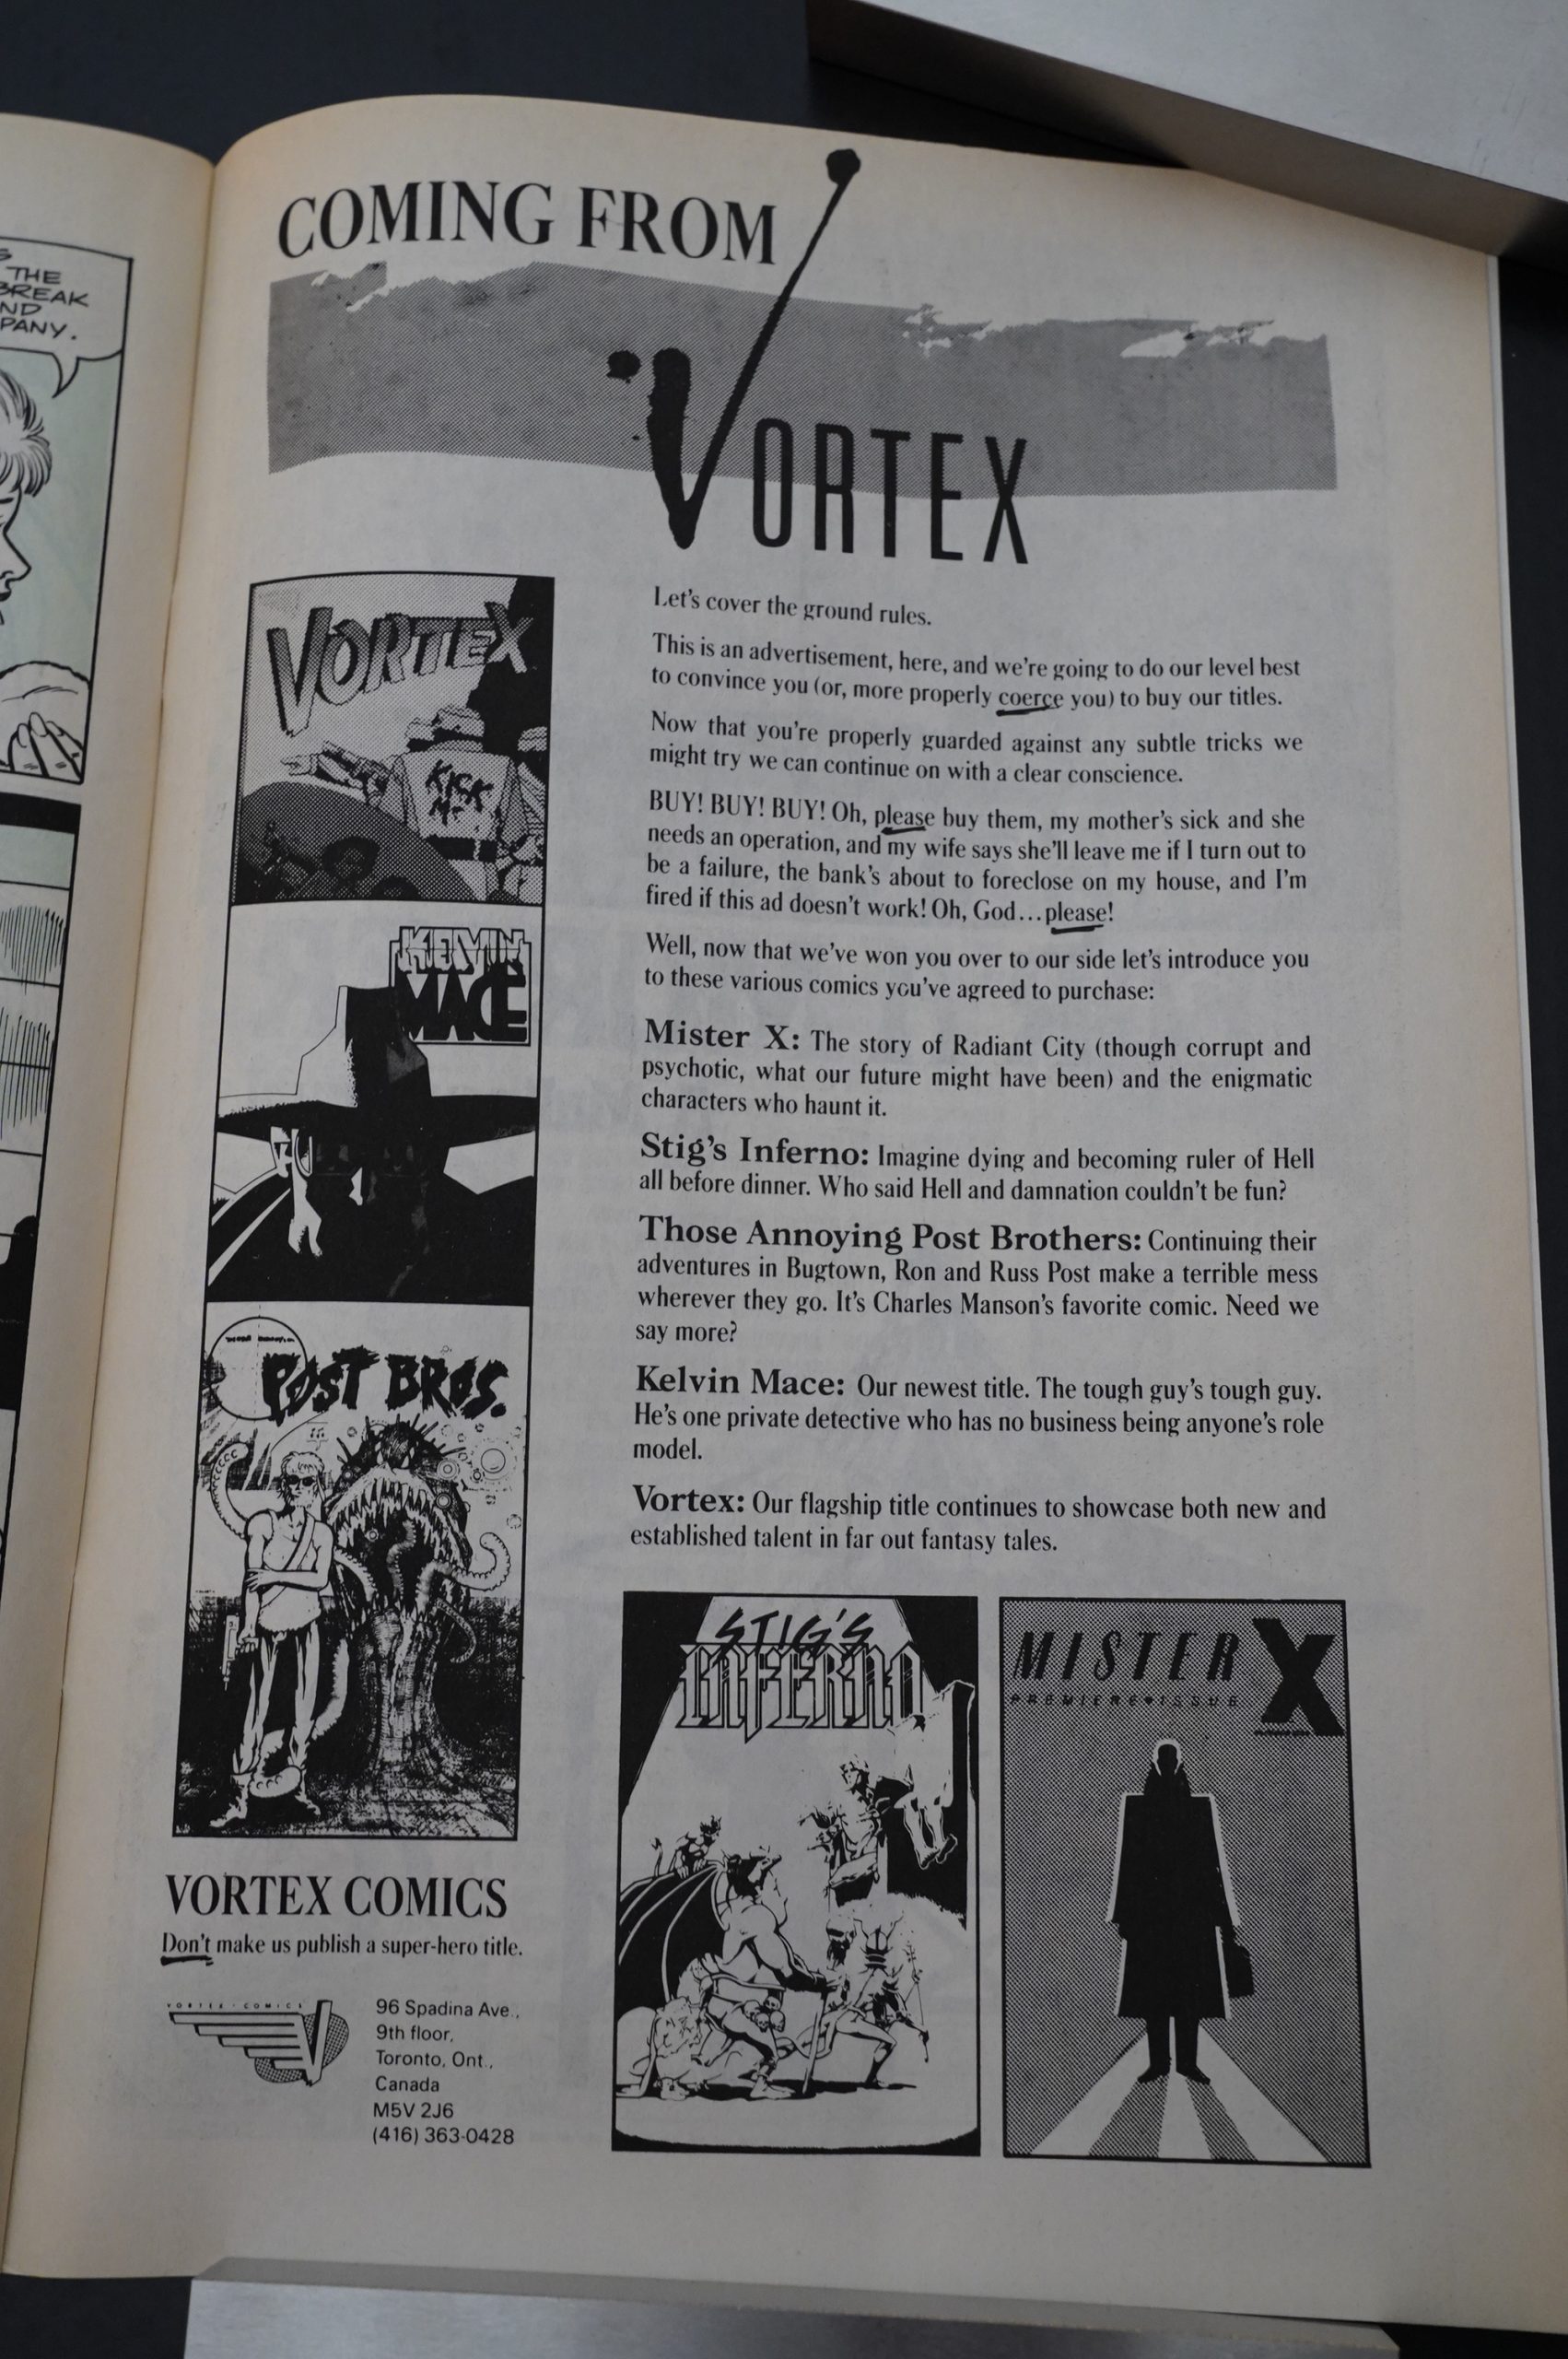 THE
BREAK
PANY.
COMING FROM
VORTEX
VORTEX
KICK
ME
KELVIN
MACE
POST BROS.
VORTEX COMICS
Don't make us publish a super-hero title.
VORTEX COMICS
96 Spadina Ave.,
9th floor,
Toronto, Ont.,
Canada
M5V 2J6
(416) 363-0428
Let's cover the ground rules.
This is an advertisement, here, and we're going to do our level best
to convince you (or, more properly coerce you) to buy our titles.
Now that you're properly guarded against any subtle tricks we
might try we can continue on with a clear conscience.
BUY! BUY! BUY! Oh, please buy them, my mother's sick and she
needs an operation, and my wife says she'll leave me if I turn out to
be a failure, the bank's about to foreclose on my house, and I'm
fired if this ad doesn't work! Oh, God...please!
Well, now that we've won you over to our side let's introduce you
to these various comics you've agreed to purchase:
Mister X: The story of Radiant City (though corrupt and
psychotic, what our future might have been) and the enigmatic
characters who haunt it.
Stig's Inferno: Imagine dying and becoming ruler of Hell
all before dinner. Who said Hell and damnation couldn't be fun?
Those Annoying Post Brothers: Continuing their
adventures in Bugtown, Ron and Russ Post make a terrible mess
wherever they go. It's Charles Manson's favorite comic. Need we
say more?
Kelvin Mace: Our newest title. The tough guy's tough guy.
He's one private detective who has no business being anyone's role
model.
Vortex: Our flagship title continues to showcase both new and
established talent in far out fantasy tales.
STIG'S
INFERNO
MISTER X
PREMIERE•ISSUE